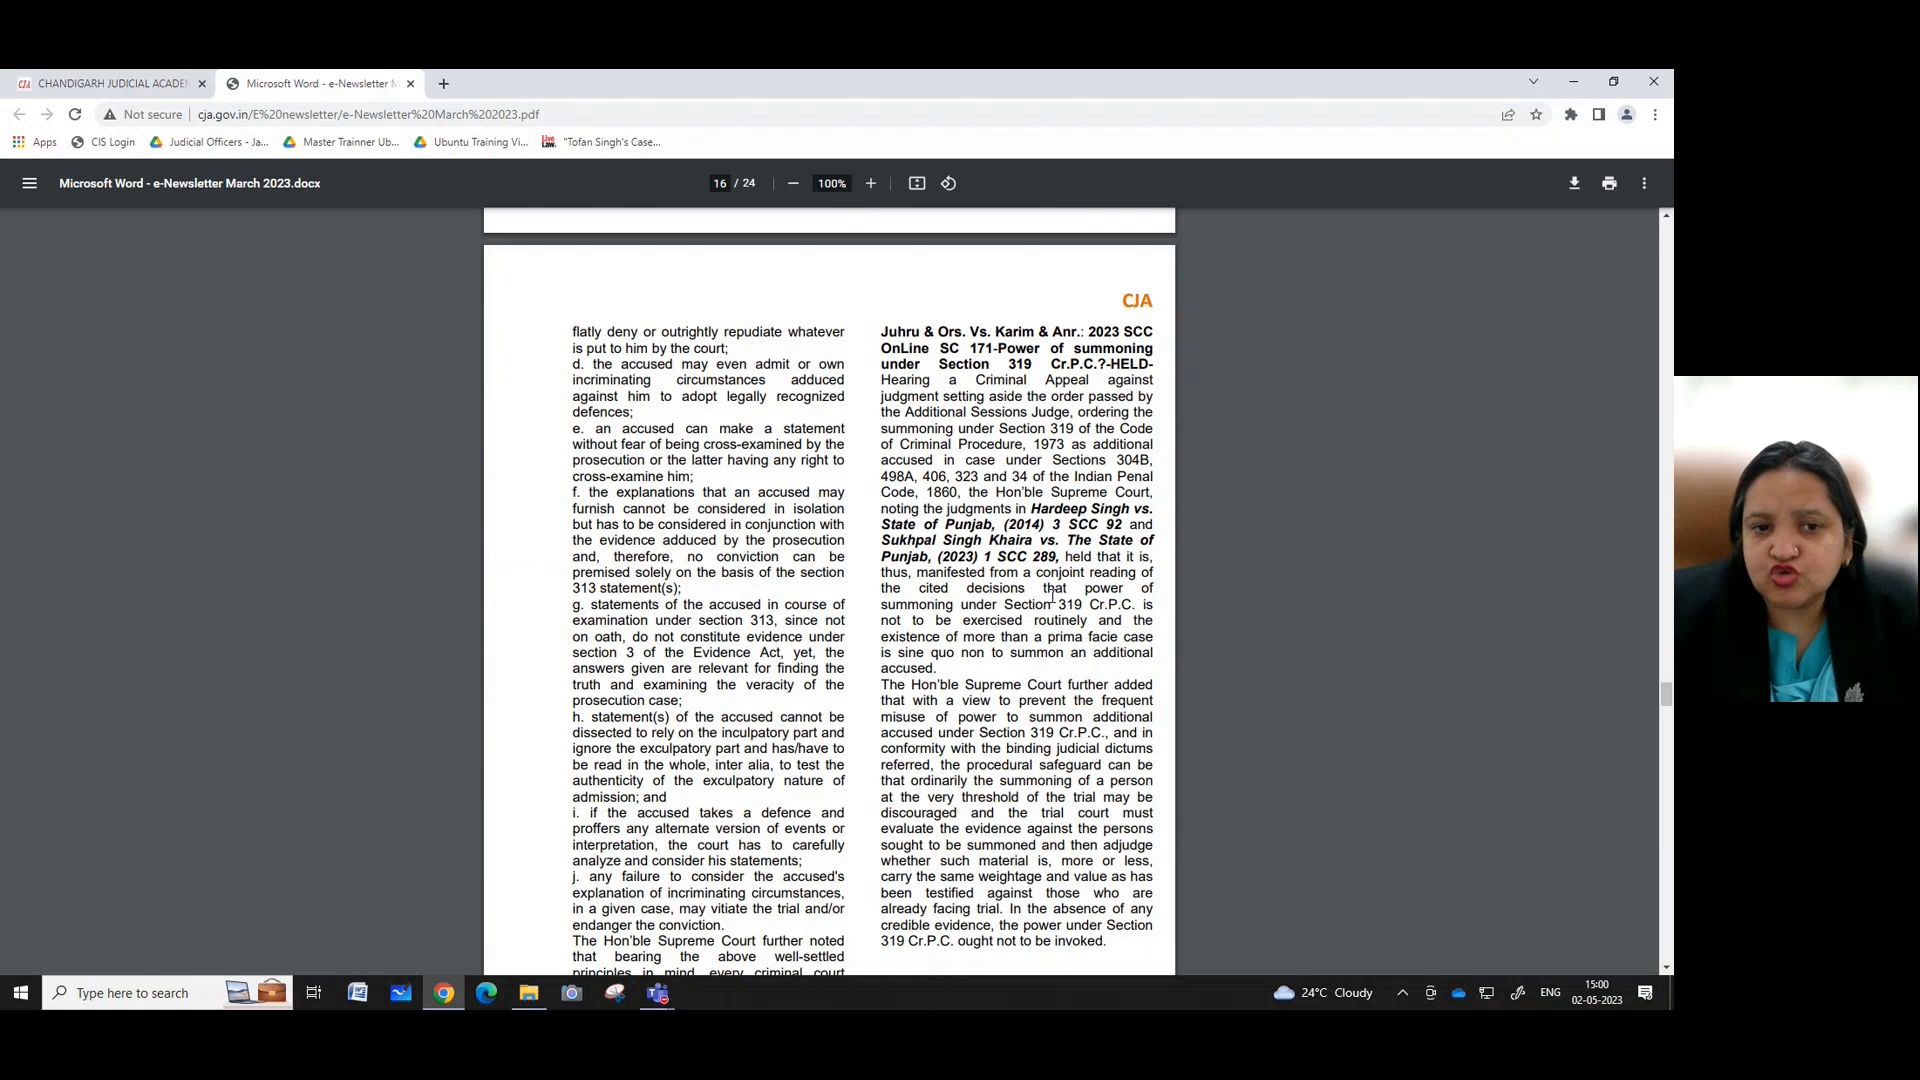 CHANDIGARH JUDICIAL ACADEM
Microsoft Word - e-Newsletter M
Not secure
cja.gov.in/E%20newsletter/e-Newsletter%20March%202023.pdf
Apps
CIS Login
Judicial Officers - Ja...
Master Trainner Ub...
Ubuntu Training Vi...
"Tofan Singh's Case...
Microsoft Word - e-Newsletter March 2023.docx
16 / 24
100%
CJA
flatly deny or outrightly repudiate whatever
is put to him by the court;
d. the accused may even admit or own
incriminating circumstances adduced
against him to adopt legally recognized
defences;
e. an accused can make a statement
without fear of being cross-examined by the
prosecution or the latter having any right to
cross-examine him;
f. the explanations that an accused may
furnish cannot be considered in isolation
but has to be considered in conjunction with
the evidence adduced by the prosecution
and, therefore, no conviction can be
premised solely on the basis of the section
313 statement(s);
g. statements of the accused in course of
examination under section 313, since not
on oath, do not constitute evidence under
section 3 of the Evidence Act, yet, the
answers given are relevant for finding the
truth and examining the veracity of the
prosecution case;
h. statement(s) of the accused cannot be
dissected to rely on the inculpatory part and
ignore the exculpatory part and has/have to
be read in the whole, inter alia, to test the
authenticity of the exculpatory nature of
admission; and
i. if the accused takes a defence and
proffers any alternate version of events or
interpretation, the court has to carefully
analyze and consider his statements;
j. any failure to consider the accused's
explanation of incriminating circumstances,
in a given case, may vitiate the trial and/or
endanger the conviction.
The Hon'ble Supreme Court further noted
that bearing the above well-settled
principles in mind, every criminal court
Juhru & Ors. Vs. Karim & Anr.: 2023 SCC
OnLine SC 171-Power of summoning
under Section 319 Cr.P.C.?-HELD-
Hearing a Criminal Appeal against
judgment setting aside the order passed by
the Additional Sessions Judge, ordering the
summoning under Section 319 of the Code
of Criminal Procedure, 1973 as additional
accused in case under Sections 304B,
498A, 406, 323 and 34 of the Indian Penal
Code, 1860, the Hon'ble Supreme Court,
noting the judgments in Hardeep Singh vs.
State of Punjab, (2014) 3 SCC 92 and
Sukhpal Singh Khaira vs. The State of
Punjab, (2023) 1 SCC 289, held that it is,
thus, manifested from a conjoint reading of
the cited decisions that power of
summoning under Section 319 Cr.P.C. is
not to be exercised routinely and the
existence of more than a prima facie case
is sine quo non to summon an additional
accused.
The Hon'ble Supreme Court further added
that with a view to prevent the frequent
misuse of power to summon additional
accused under Section 319 Cr.P.C., and in
conformity with the binding judicial dictums
referred, the procedural safeguard can be
that ordinarily the summoning of a person
at the very threshold of the trial may be
discouraged and the trial court must
evaluate the evidence against the persons
sought to be summoned and then adjudge
whether such material is, more or less,
carry the same weightage and value as has
been testified against those who are
already facing trial. In the absence of any
credible evidence, the power under Section
319 Cr.P.C. ought not to be invoked.
Type here to search
24°C Cloudy
ENG
15:00
02-05-2023